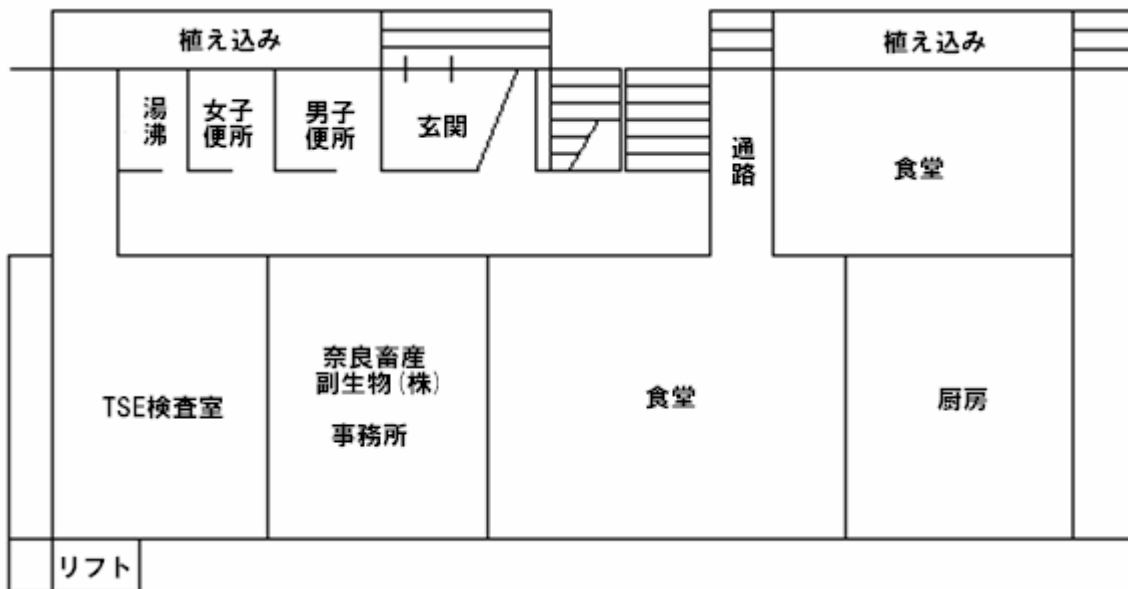 植え込み
植え込み
湯沸
女子
便所
男子
便所
玄関
通路
食堂
TSE検査室
奈良畜産
副生物(株)
事務所
食堂
厨房
リフト